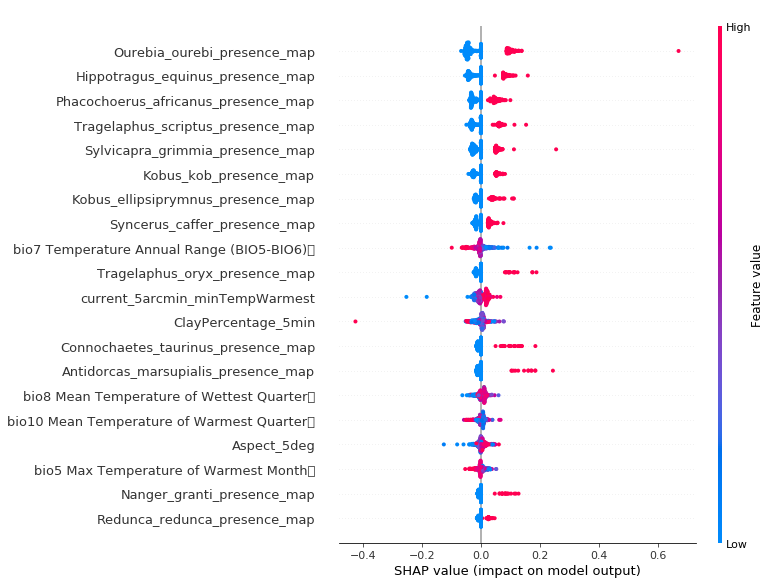 High
Ourebia_ourebi_presence_map
Hippotragus_equinus_presence_map
Phacochoerus_africanus_presence_map
Tragelaphus_scriptus_presence_map
Sylvicapra_grimmia_presence_map
Kobus_kob_presence_map
Kobus_ellipsiprymnus_presence_map
Syncerus_caffer_presence_map
bio7 Temperature Annual Range (BIO5-BIO6)
Tragelaphus_oryx_presence_map
current_5arcmin_minTempWarmest
ClayPercentage_5min
Connochaetes_taurinus_presence_map
Antidorcas_marsupialis_presence_map
bio8 Mean Temperature of Wettest Quarter
bio10 Mean Temperature of Warmest Quarter
Aspect_5deg
bio5 Max Temperature of Warmest Month
Nanger_granti_presence_map
Redunca_redunca_presence_map
Feature value
Low
−0.4 −0.2 0.0 0.2 0.4 0.6
SHAP value (impact on model output)